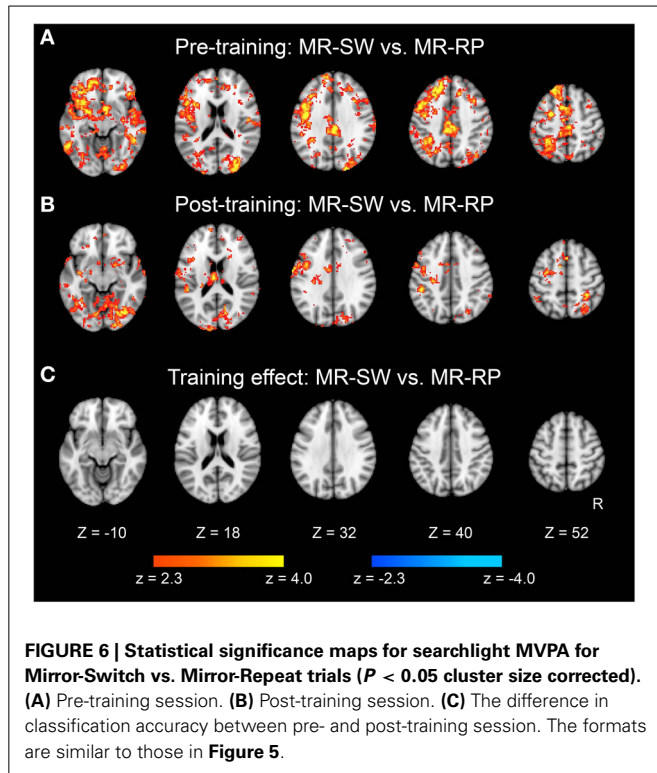 A
Pre-training: MR-SW vs. MR-RP
B
Post-training: MR-SW vs. MR-RP
C
Training effect: MR-SW vs. MR-RP
R
Z = -10 Z = 18 Z = 32 Z = 40 Z = 52
z = 2.3 z = 4.0 z = -2.3 z = -4.0
FIGURE 6 | Statistical significance maps for searchlight MVPA for
Mirror-Switch vs. Mirror-Repeat trials (P < 0.05 cluster size corrected).
(A) Pre-training session. (B) Post-training session. (C) The difference in
classification accuracy between pre- and post-training session. The formats
are similar to those in Figure 5.